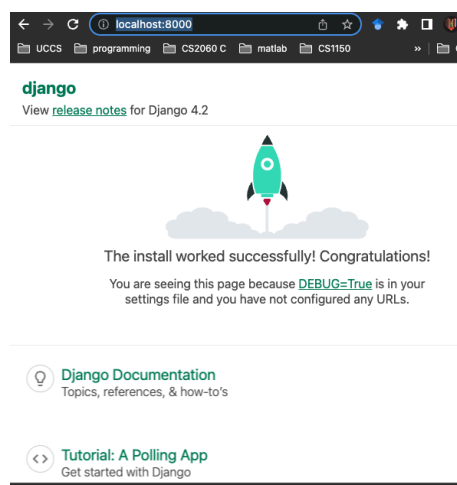 localhost:8000
UCCS programming CS2060 C matlab CS1150 »
django
View release notes for Django 4.2
The install worked successfully! Congratulations!
You are seeing this page because DEBUG=True is in your
settings file and you have not configured any URLs.
Django Documentation
Topics, references, & how-to's
Tutorial: A Polling App
Get started with Django